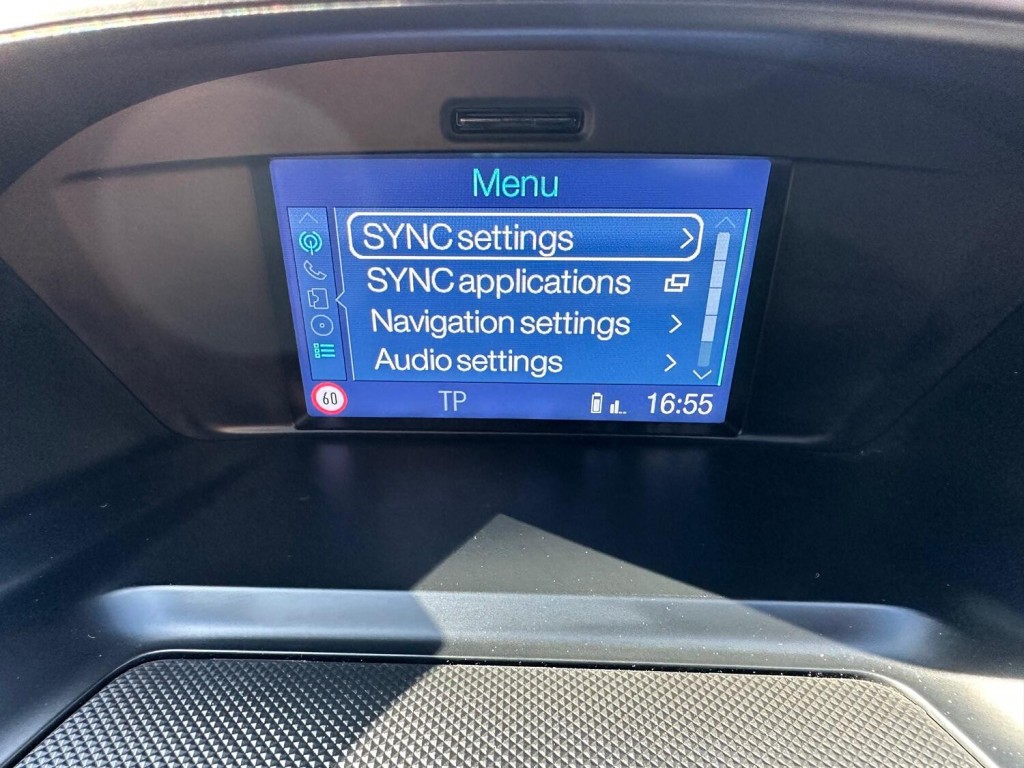 Menu
SYNC settings
SYNC applications
Navigation settings
Audio settings
60 TP 16:55